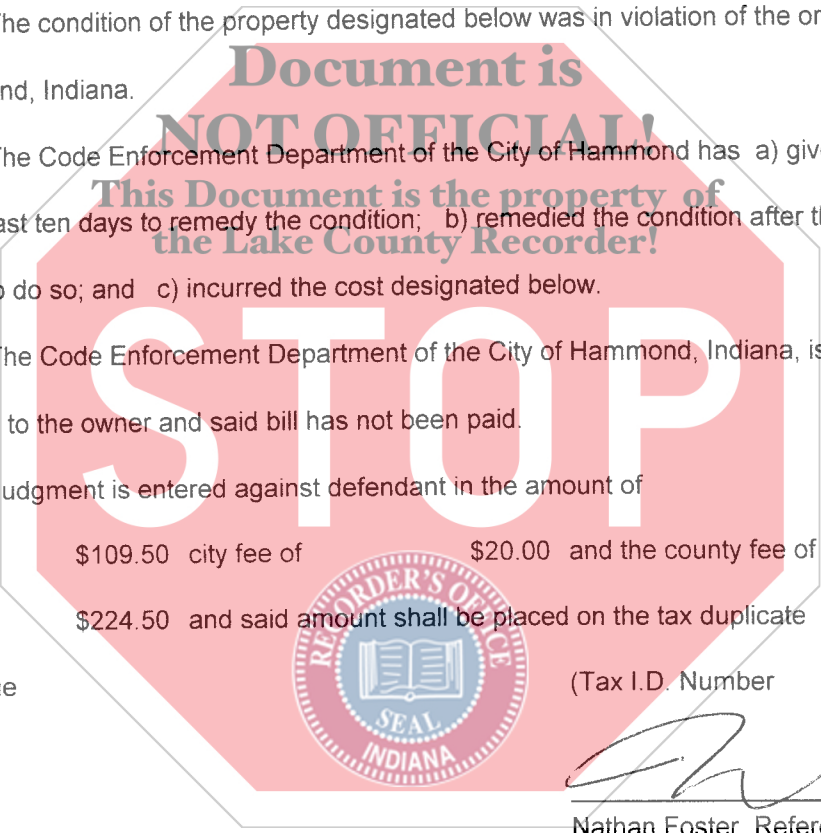 he condition of the property designated below was in violation of the or
Document is
nd, Indiana.
NOT OFFICIAL!
he Code Enforcement Department of the City of Hammond has a) giv
This Document is the property of
ast ten days to remedy the condition; b) remedied the condition after th
the Lake County Recorder!
o do so; and c) incurred the cost designated below.
STOP
he Code Enforcement Department of the City of Hammond, Indiana, is
to the owner and said bill has not been paid.
udgment is entered against defendant in the amount of
$109.50 city fee of $20.00 and the county fee of
$224.50 and said amount shall be placed on the tax duplicate
RECORDER'S OFFICE
SEAL
INDIANA
(Tax I.D. Number
Nathan Foster, Refer